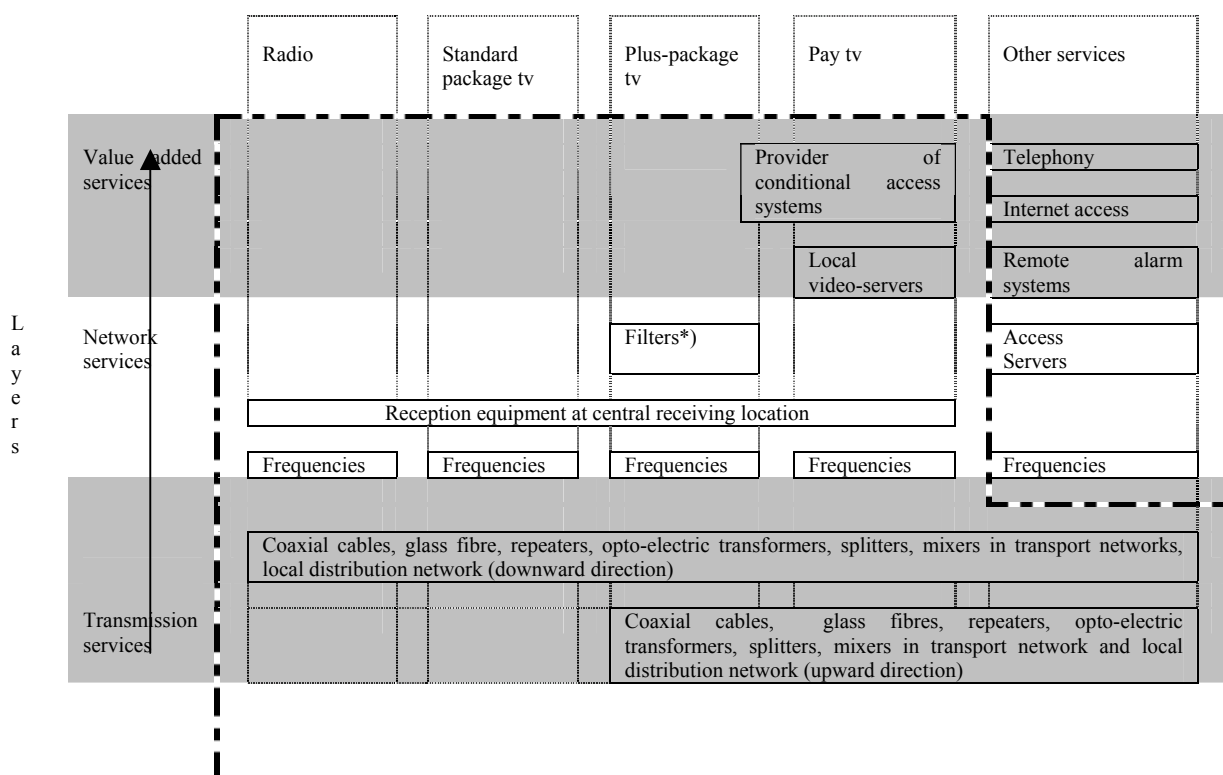 Radio
Standard
package tv
Plus-package
tv
Pay tv
Other services
Value added
services
Provider of
conditional access
systems
Telephony
Internet access
Local
video-servers
Remote alarm
systems
Layers
Network
services
Filters*)
Access
Servers
Reception equipment at central receiving location
Frequencies
Frequencies
Frequencies
Frequencies
Frequencies
Coaxial cables, glass fibre, repeaters, opto-electric transformers, splitters, mixers in transport networks,
local distribution network (downward direction)
Transmission
services
Coaxial cables, glass fibres, repeaters, opto-electric
transformers, splitters, mixers in transport network and local
distribution network (upward direction)